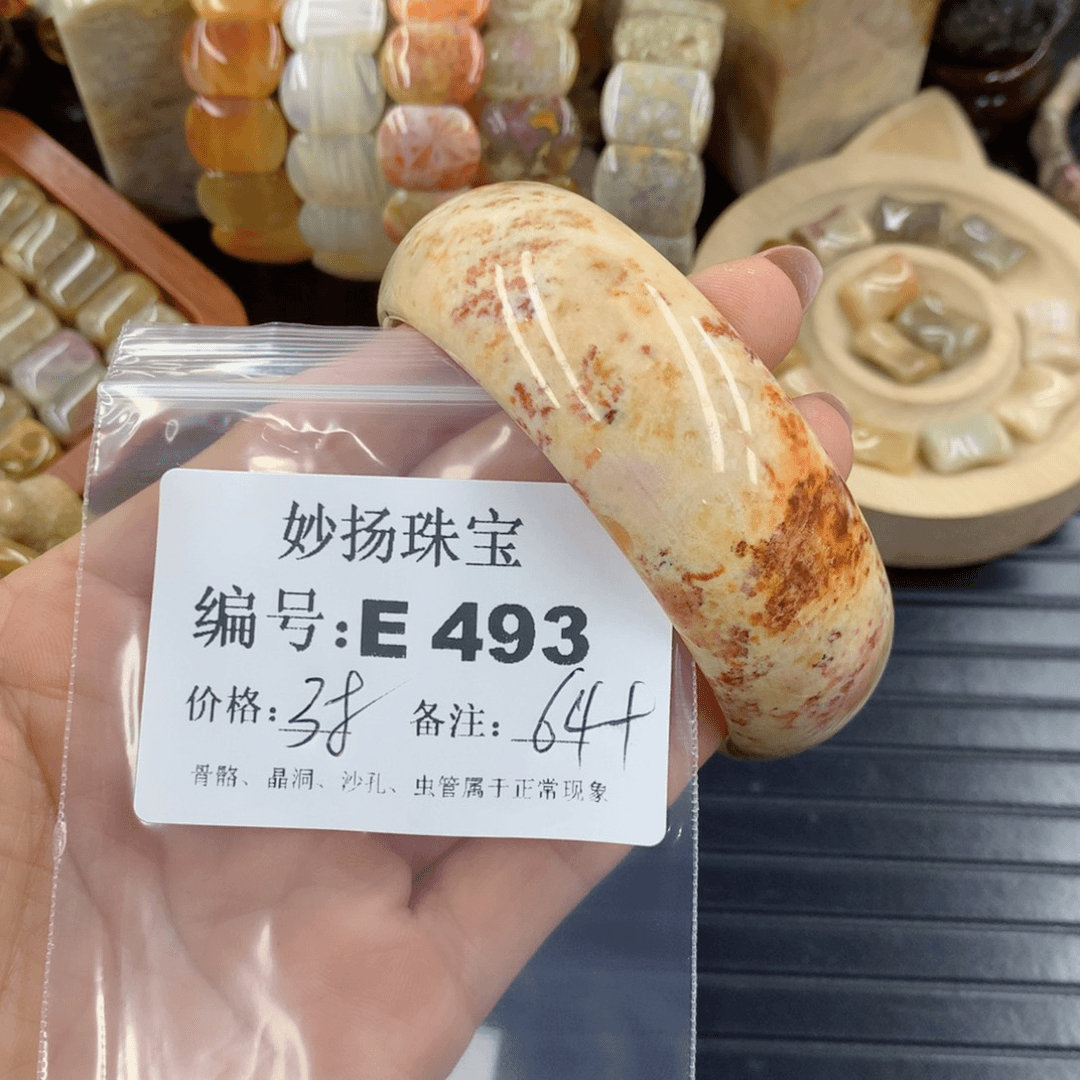 妙扬珠宝
编号:E 493
价格:38 备注:64+
骨骼、晶洞、沙孔、虫管属于正常现象